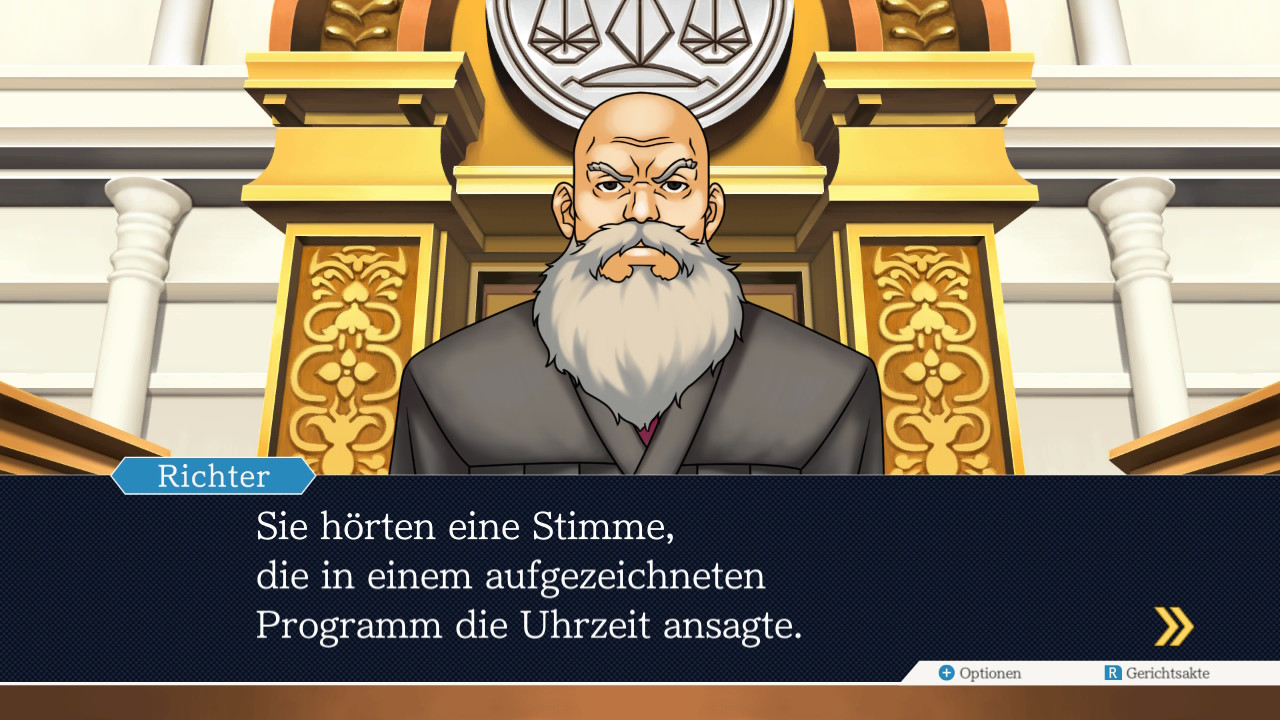 Richter
Sie hörten eine Stimme,
die in einem aufgezeichneten
Programm die Uhrzeit ansagte.
+ Optionen
R Gerichtsakte